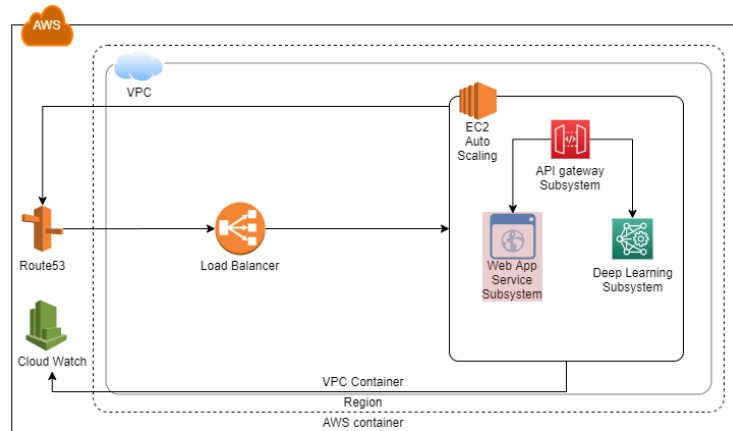 AWS
VPC
EC2
Auto
Scaling
API gateway
Subsystem
Route53
Load Balancer
Web App
Service
Subsystem
Deep Learning
Subsystem
Cloud Watch
VPC Container
Region
AWS container